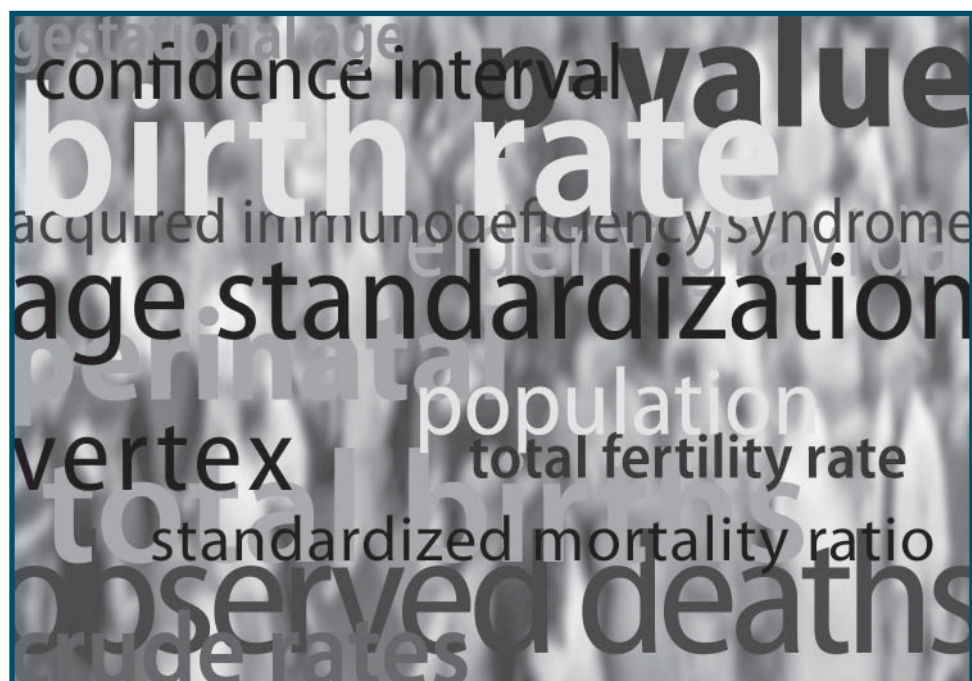 gestational age
confidence interval
p-value
birth rate
acquired immunodeficiency syndrome
elderly gravida
age standardization
perinatal
population
vertex
total fertility rate
total births
standardized mortality ratio
observed deaths
crude rates